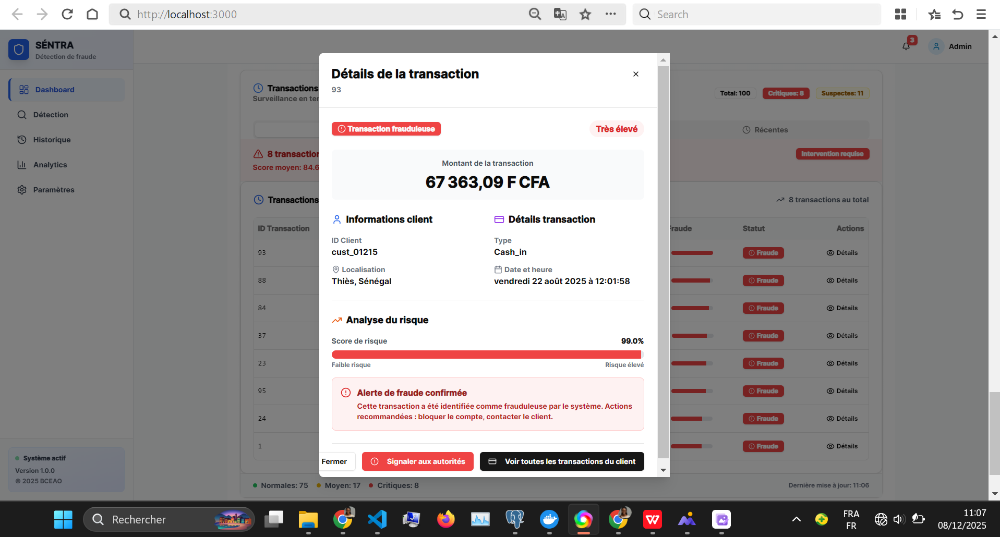 http://localhost:3000
Search
SÉNTRA
Détection de fraude
3
Admin
Dashboard
Détection
Historique
Analytics
Paramètres
Système actif
Version 1.0.0
© 2025 BCEAO
Transactions
Surveillance en ter
Total: 100
Critiques: 8
Suspectes: 11
Récentes
8 transaction
Score moyen: 84.6
Intervention requise
Transactions
8 transactions au total
ID Transaction
Fraude
Statut
Actions
93
Fraude
Détails
88
Fraude
Détails
84
Fraude
Détails
37
Fraude
Détails
23
Fraude
Détails
95
Fraude
Détails
24
Fraude
Détails
1
Fraude
Détails
Normales: 75
Moyen: 17
Critiques: 8
Dernière mise à jour: 11:06
Détails de la transaction
93
Transaction frauduleuse
Très élevé
Montant de la transaction
67 363,09 F CFA
Informations client
ID Client
cust_01215
Localisation
Thiès, Sénégal
Détails transaction
Type
Cash_in
Date et heure
vendredi 22 août 2025 à 12:01:58
Analyse du risque
Score de risque
99.0%
Faible risque
Risque élevé
Alerte de fraude confirmée
Cette transaction a été identifiée comme frauduleuse par le système. Actions
recommandées : bloquer le compte, contacter le client.
Fermer
Signaler aux autorités
Voir toutes les transactions du client
Rechercher
FRA
FR
11:07
08/12/2025